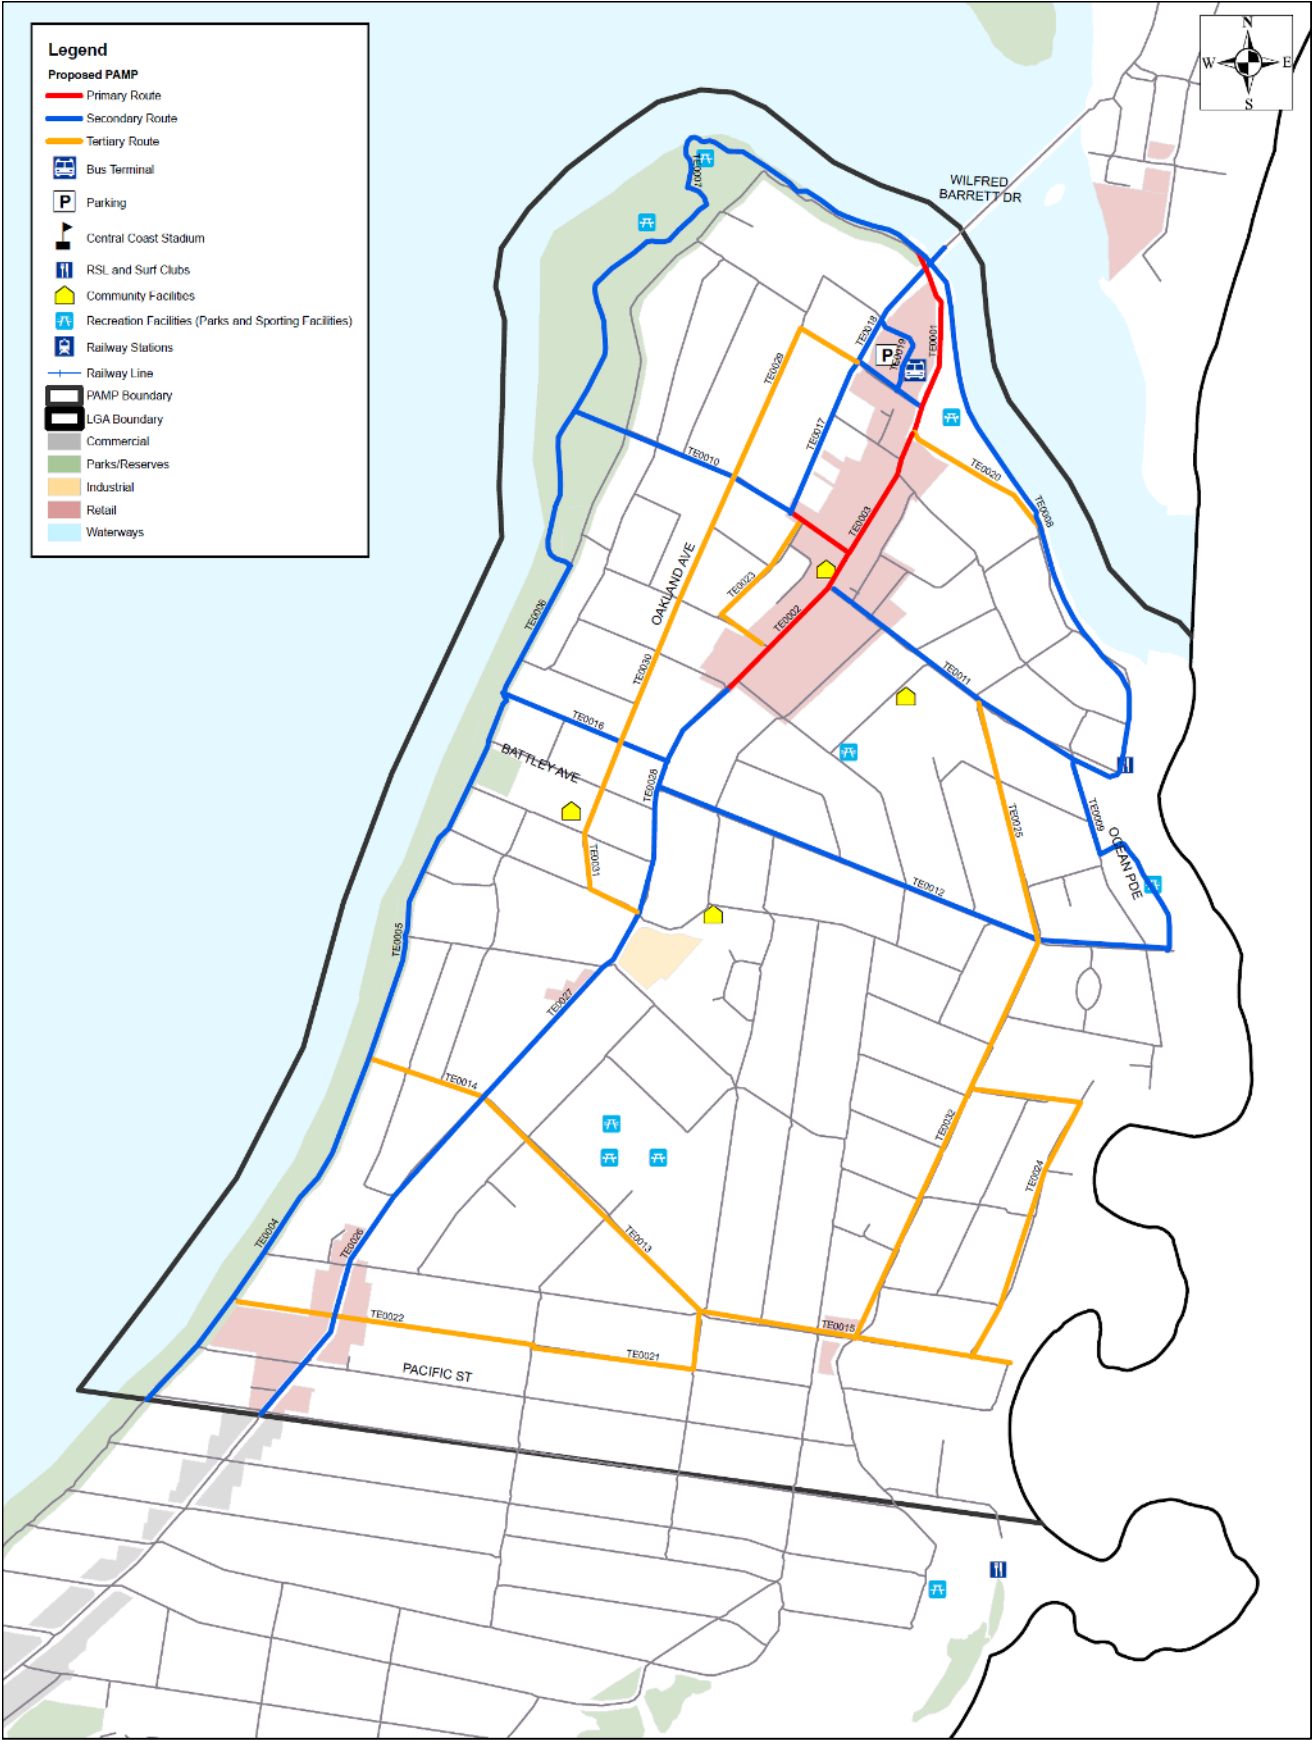 Legend
Proposed PAMP
Primary Route
Secondary Route
Tertiary Route
Bus Terminal
P
Parking
Central Coast Stadium
RSL and Surf Clubs
Community Facilities
Recreation Facilities (Parks and Sporting Facilities)
Railway Stations
Railway Line
PAMP Boundary
LGA Boundary
Commercial
Parks/Reserves
Industrial
Retail
Waterways
N
W
E
S
WILFRED
BARRETT DR
TE0007
TE0018
TE0019
TE0001
P
TE0029
TE0017
TE0010
TE0020
TE0008
TE0003
OAKLAND AVE
TE0023
TE0006
TE0002
TE0030
TE0011
TE0016
BATTLEY AVE
TE0028
TE0025
TE0009
OCEAN PDE
TE0031
TE0012
TE0005
TE0027
TE0014
TE0032
TE0024
TE0004
TE0026
TE0013
TE0022
TE0015
TE0021
PACIFIC ST